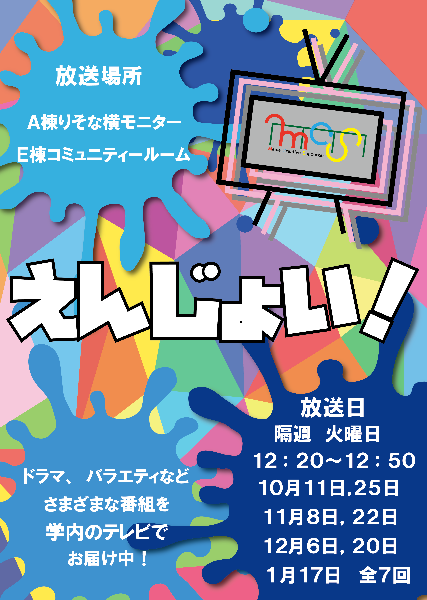 放送場所
A棟りそな横モニター
E棟コミュニティールーム
えんじょい！
放送日
隔週 火曜日
12：20〜12：50
10月11日,25日
11月8日, 22日
12月6日, 20日
1月17日 全7回
ドラマ、バラエティなど
さまざまな番組を
学内のテレビで
お届け中！